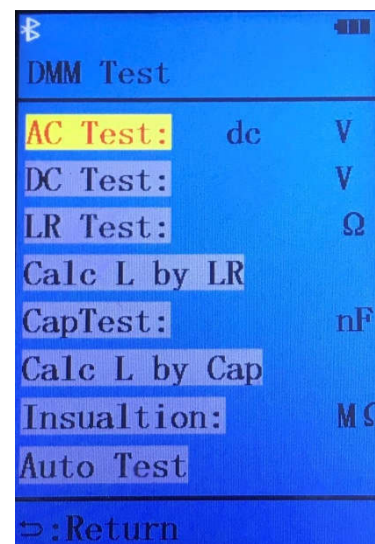 DMM Test
AC Test: dc V
DC Test: V
LR Test: Ω
Calc L by LR
CapTest: nF
Calc L by Cap
Insualtion: MΩ
Auto Test
⮌:Return